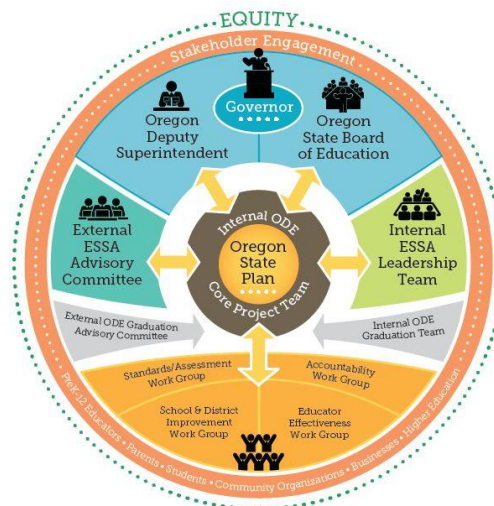 EQUITY
Stakeholder Engagement
Governor
Oregon
Deputy
Superintendent
Oregon
State Board
of Education
External
ESSA
Advisory
Committee
Internal ODE
Oregon
State
Plan
Core Project Team
Internal
ESSA
Leadership
Team
External ODE Graduation
Advisory Committee
Internal ODE
Graduation Team
Standards/Assessment
Work Group
Accountability
Work Group
School & District
Improvement
Work Group
Educator
Effectiveness
Work Group
PreK-12 Educators • Parents • Students • Community Organizations • Businesses • Higher Education